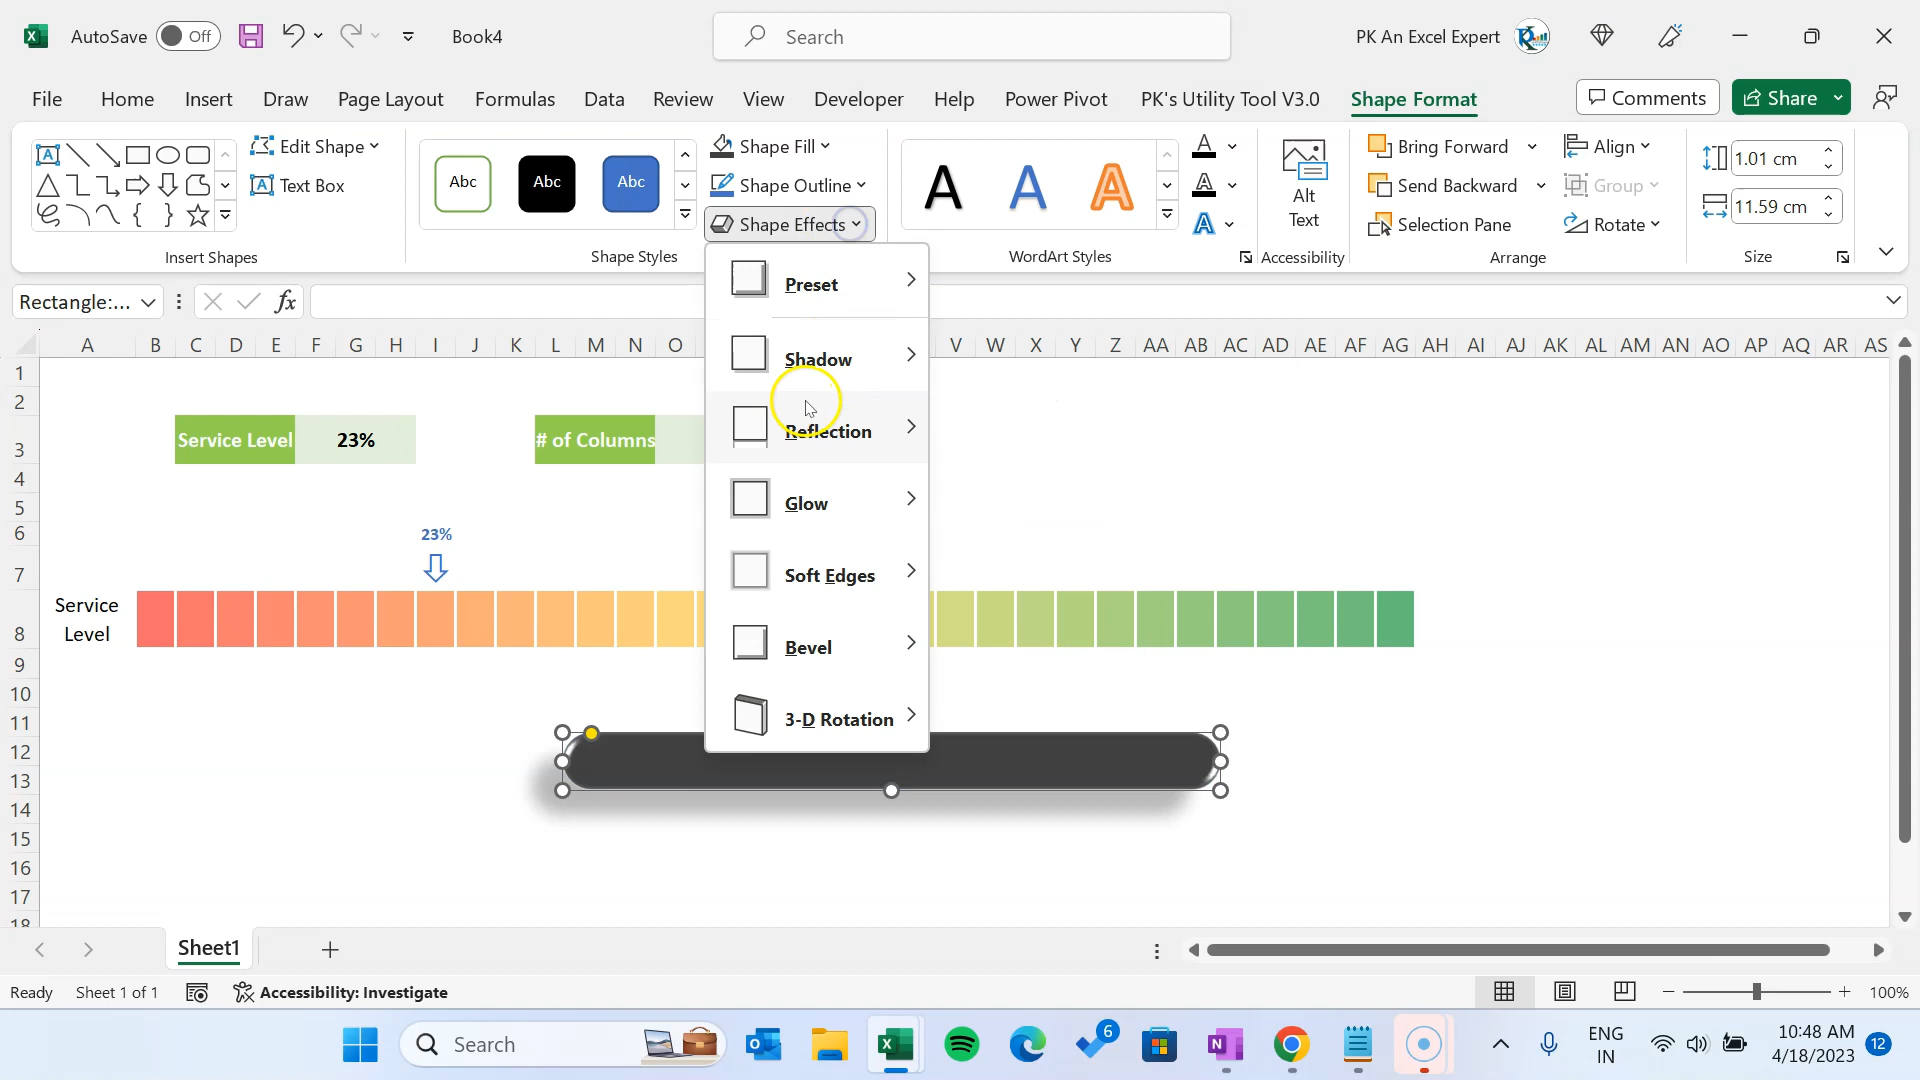 AutoSave Off Book4 Search PK An Excel Expert
File Home Insert Draw Page Layout Formulas Data Review View Developer Help Power Pivot PK's Utility Tool V3.0 Shape Format Comments Share
Edit Shape
Text Box
Insert Shapes
Abc Abc Abc
Shape Styles
Shape Fill
Shape Outline
Shape Effects
A A A
WordArt Styles
Alt
Text
Accessibility
Bring Forward
Send Backward
Selection Pane
Align
Group
Rotate
Arrange
1.01 cm
11.59 cm
Size
Rectangle:... fx
Preset
Shadow
Reflection
Glow
Soft Edges
Bevel
3-D Rotation
A B C D E F G H I J K L M N O V W X Y Z AA AB AC AD AE AF AG AH AI AJ AK AL AM AN AO AP AQ AR AS
1
2
3
4
5
6
7
8
9
10
11
12
13
14
15
16
17
18
Service Level 23% # of Columns
23%
Service
Level
Sheet1
Ready Sheet 1 of 1 Accessibility: Investigate 100%
Search 6 ENG
IN
10:48 AM
4/18/2023 12